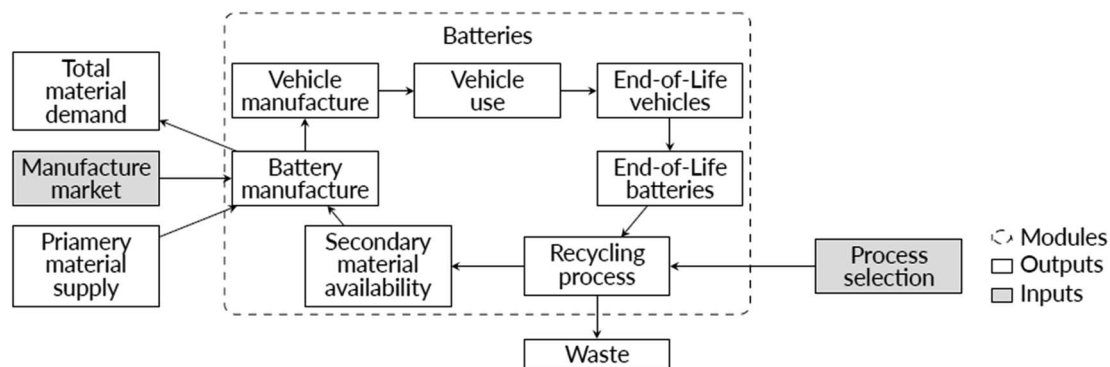 Batteries
Total
material
demand
Vehicle
manufacture
Vehicle
use
End-of-Life
vehicles
Manufacture
market
Battery
manufacture
End-of-Life
batteries
Priamery
material
supply
Secondary
material
availability
Recycling
process
Process
selection
Modules
Outputs
Inputs
Waste